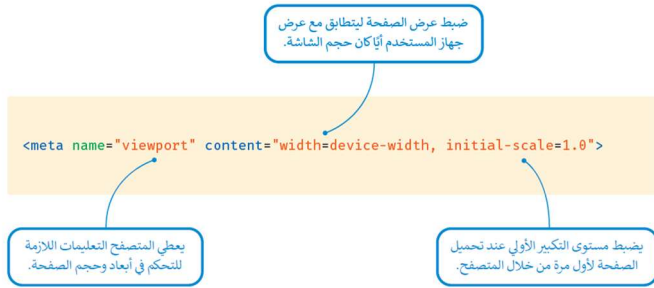 ضبط عرض الصفحة ليتطابق مع عرض
جهاز المستخدم أيًا كان حجم الشاشة.
<meta name="viewport" content="width=device-width, initial-scale=1.0">
يضبط مستوى التكبير الأولي عند تحميل
الصفحة لأول مرة من خلال المتصفح.
يعطي المتصفح التعليمات اللازمة
للتحكم في أبعاد وحجم الصفحة.